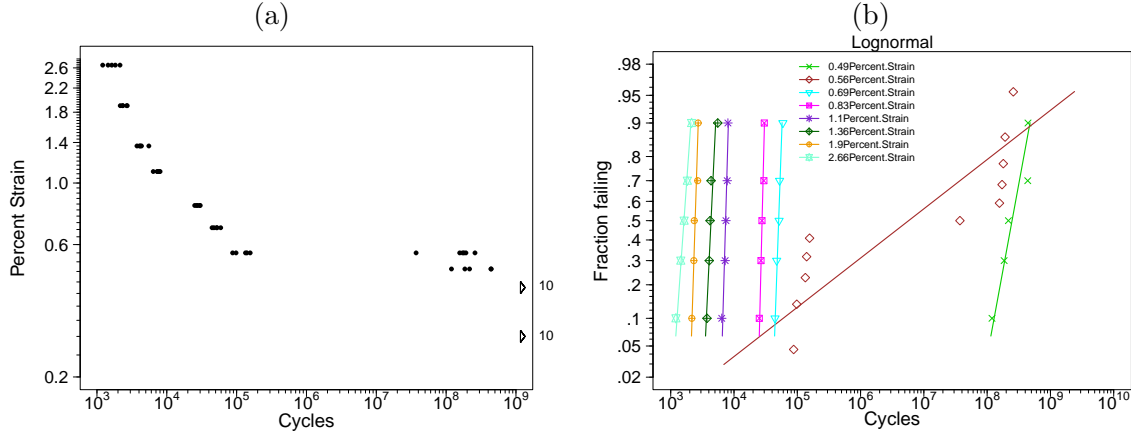 (a)
Percent Strain
2.6
2.2
1.8
1.4
1.0
0.6
0.2
10
10
10^3 10^4 10^5 10^6 10^7 10^8 10^9
Cycles
(b)
Lognormal
Fraction failing
.98
.95
.9
.8
.7
.6
.5
.4
.3
.2
.1
.05
.02
0.49Percent.Strain
0.56Percent.Strain
0.69Percent.Strain
0.83Percent.Strain
1.1Percent.Strain
1.36Percent.Strain
1.9Percent.Strain
2.66Percent.Strain
10^3 10^4 10^5 10^6 10^7 10^8 10^9 10^10
Cycles